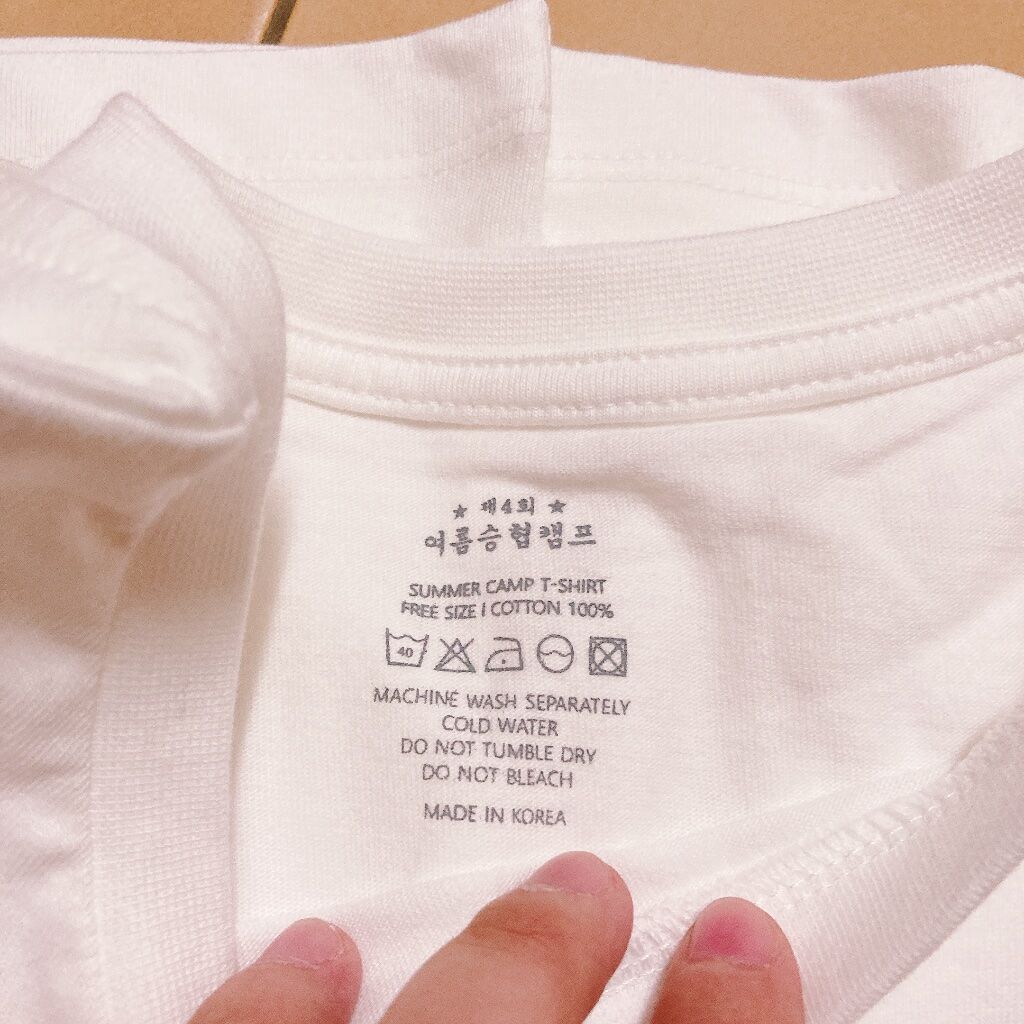 ★ 제4회 ★
여름승협캠프
SUMMER CAMP T-SHIRT
FREE SIZE | COTTON 100%
40
MACHINE WASH SEPARATELY
COLD WATER
DO NOT TUMBLE DRY
DO NOT BLEACH
MADE IN KOREA